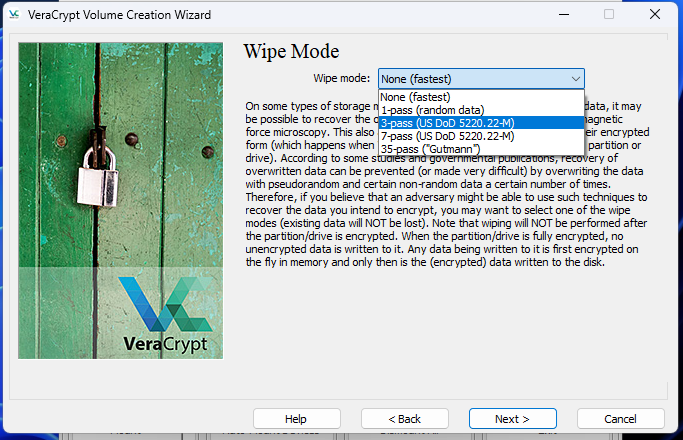 VeraCrypt Volume Creation Wizard
Wipe Mode
Wipe mode: None (fastest)
None (fastest)
1-pass (random data)
3-pass (US DoD 5220.22-M)
7-pass (US DoD 5220.22-M)
35-pass ("Gutmann")
On some types of storage m data, it may
be possible to recover the gnetic
force microscopy. This also eir encrypted
form (which happens when partition or
drive). According to some studies and governmental publications, recovery of
overwritten data can be prevented (or made very difficult) by overwriting the data
with pseudorandom and certain non-random data a certain number of times.
Therefore, if you believe that an adversary might be able to use such techniques to
recover the data you intend to encrypt, you may want to select one of the wipe
modes (existing data will NOT be lost). Note that wiping will NOT be performed after
the partition/drive is encrypted. When the partition/drive is fully encrypted, no
unencrypted data is written to it. Any data being written to it is first encrypted on
the fly in memory and only then is the (encrypted) data written to the disk.
VeraCrypt
Help
< Back
Next >
Cancel